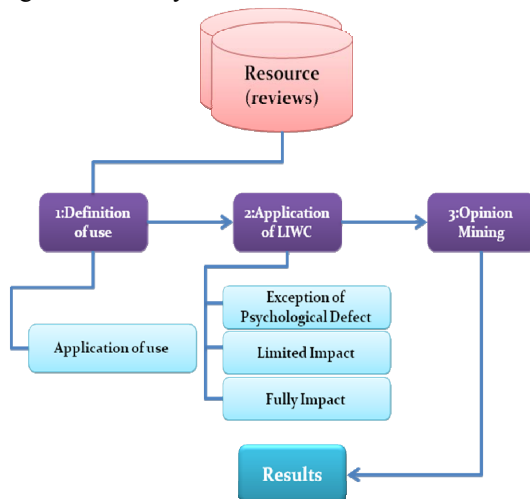 Resource
(reviews)
1:Definition
of use
2:Application
of LIWC
3:Opinion
Mining
Application of use
Exception of
Psychological Defect
Limited Impact
Fully Impact
Results